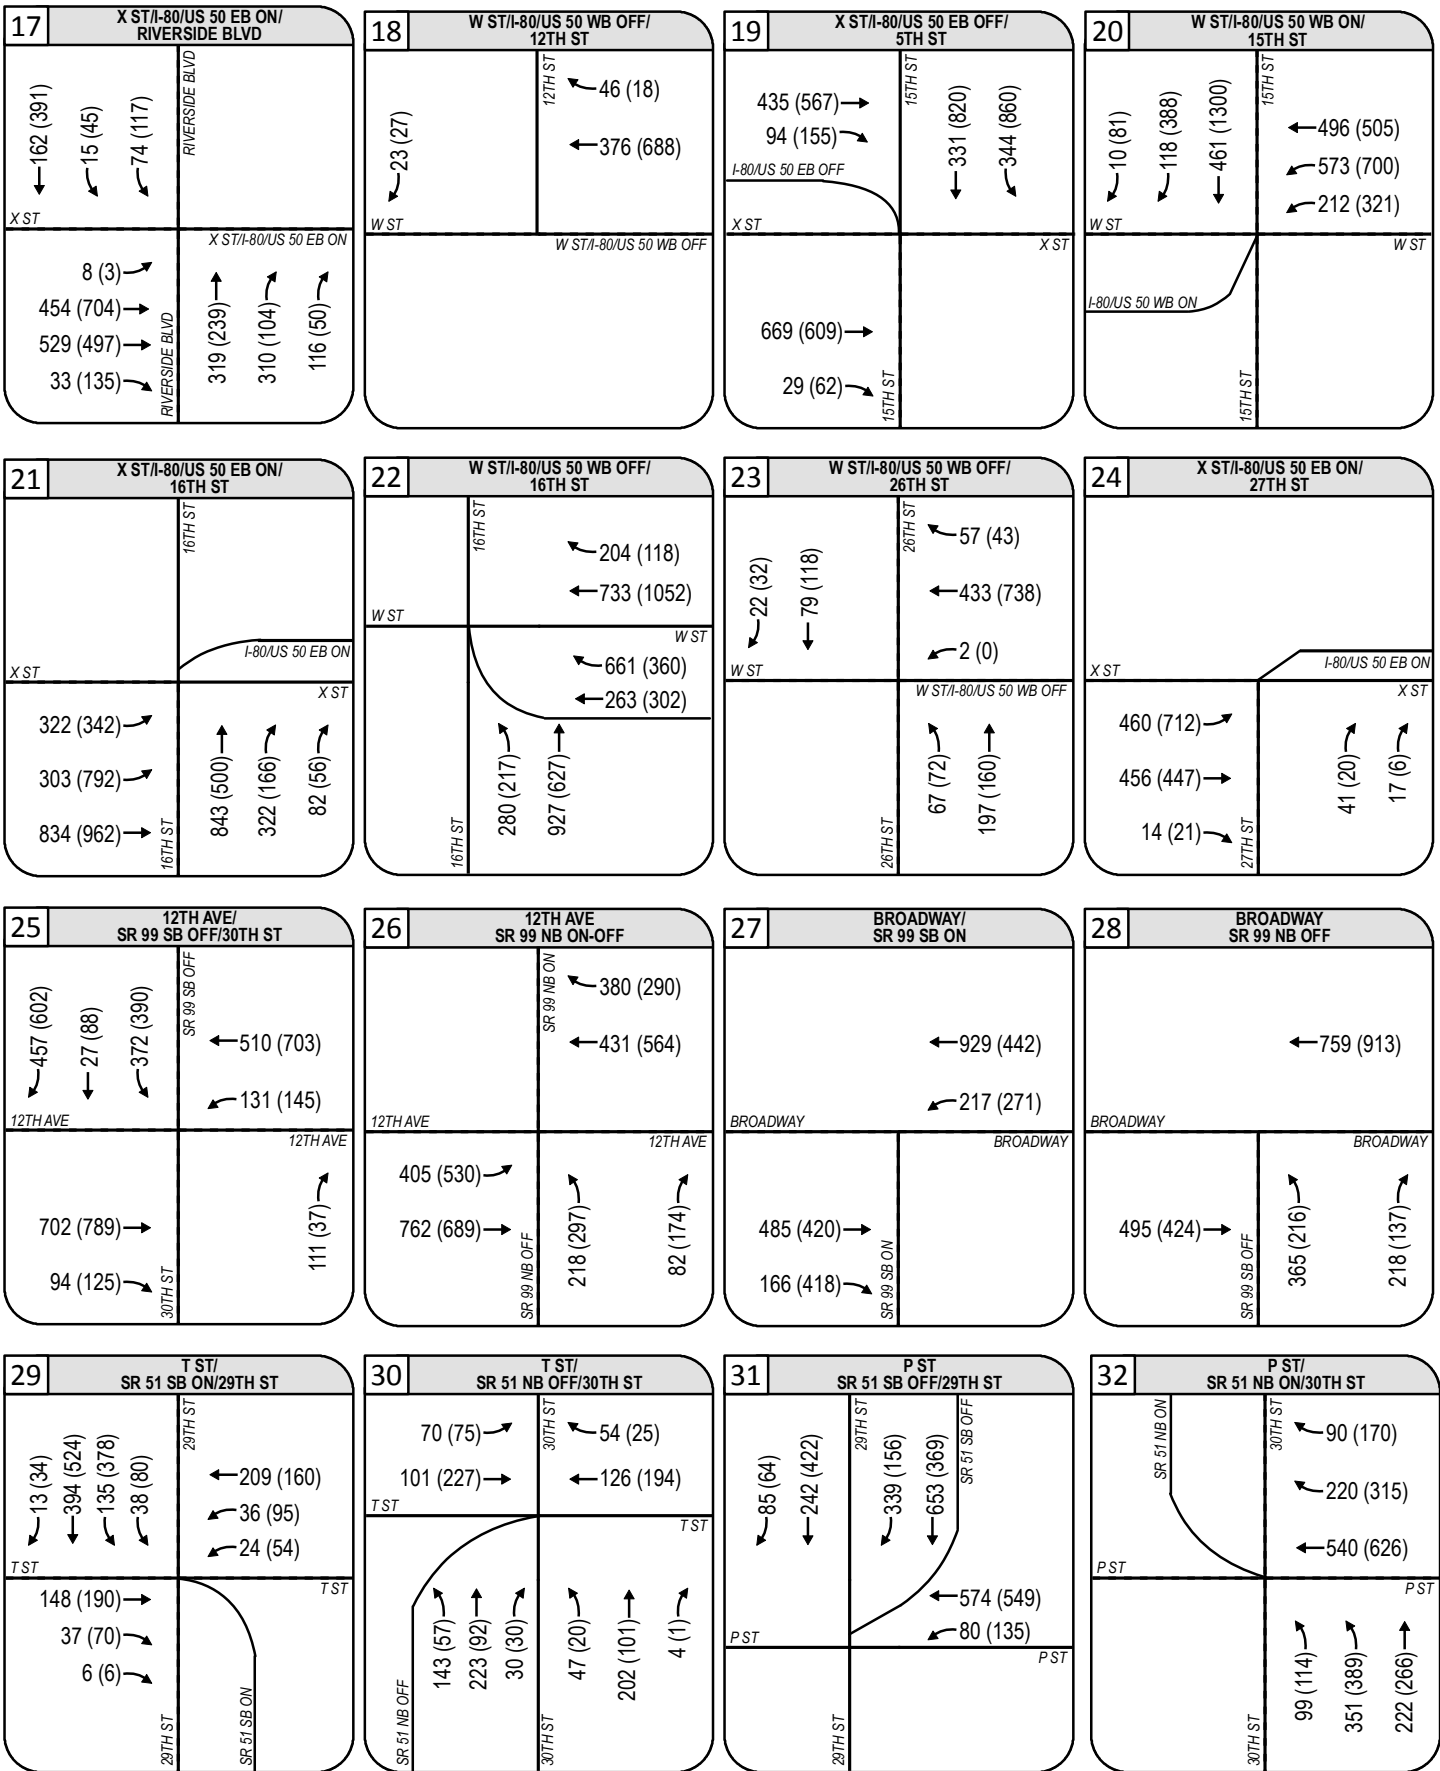 17
X ST/I-80/US 50 EB ON/
RIVERSIDE BLVD
162 (391)
15 (45)
74 (117)
RIVERSIDE BLVD
X ST
X ST/I-80/US 50 EB ON
8 (3)
454 (704)
529 (497)
33 (135)
RIVERSIDE BLVD
319 (239)
310 (104)
116 (50)
18
W ST/I-80/US 50 WB OFF/
12TH ST
23 (27)
12TH ST
46 (18)
376 (688)
W ST
W ST/I-80/US 50 WB OFF
19
X ST/I-80/US 50 EB OFF/
5TH ST
435 (567)
94 (155)
I-80/US 50 EB OFF
15TH ST
331 (820)
344 (860)
X ST
X ST
669 (609)
29 (62)
15TH ST
20
W ST/I-80/US 50 WB ON/
15TH ST
10 (81)
118 (388)
461 (1300)
15TH ST
496 (505)
573 (700)
212 (321)
W ST
W ST
I-80/US 50 WB ON
15TH ST
21
X ST/I-80/US 50 EB ON/
16TH ST
16TH ST
I-80/US 50 EB ON
X ST
X ST
322 (342)
303 (792)
834 (962)
16TH ST
843 (500)
322 (166)
82 (56)
22
W ST/I-80/US 50 WB OFF/
16TH ST
16TH ST
204 (118)
733 (1052)
W ST
W ST
661 (360)
263 (302)
16TH ST
280 (217)
927 (627)
23
W ST/I-80/US 50 WB OFF/
26TH ST
22 (32)
79 (118)
26TH ST
57 (43)
433 (738)
2 (0)
W ST
W ST/I-80/US 50 WB OFF
26TH ST
67 (72)
197 (160)
24
X ST/I-80/US 50 EB ON/
27TH ST
I-80/US 50 EB ON
X ST
X ST
460 (712)
456 (447)
14 (21)
27TH ST
41 (20)
17 (6)
25
12TH AVE/
SR 99 SB OFF/30TH ST
457 (602)
27 (88)
372 (390)
SR 99 SB OFF
510 (703)
131 (145)
12TH AVE
12TH AVE
702 (789)
94 (125)
30TH ST
111 (37)
26
12TH AVE
SR 99 NB ON-OFF
SR 99 NB ON
380 (290)
431 (564)
12TH AVE
12TH AVE
405 (530)
762 (689)
SR 99 NB OFF
218 (297)
82 (174)
27
BROADWAY/
SR 99 SB ON
929 (442)
217 (271)
BROADWAY
BROADWAY
485 (420)
166 (418)
SR 99 SB ON
28
BROADWAY
SR 99 NB OFF
759 (913)
BROADWAY
BROADWAY
495 (424)
SR 99 SB OFF
365 (216)
218 (137)
29
T ST/
SR 51 SB ON/29TH ST
13 (34)
394 (524)
135 (378)
38 (80)
29TH ST
209 (160)
36 (95)
24 (54)
T ST
T ST
148 (190)
37 (70)
6 (6)
29TH ST
SR 51 SB ON
30
T ST/
SR 51 NB OFF/30TH ST
70 (75)
101 (227)
30TH ST
54 (25)
126 (194)
T ST
T ST
SR 51 NB OFF
143 (57)
223 (92)
30 (30)
30TH ST
47 (20)
202 (101)
4 (1)
31
P ST
SR 51 SB OFF/29TH ST
85 (64)
242 (422)
29TH ST
339 (156)
653 (369)
SR 51 SB OFF
574 (549)
80 (135)
P ST
P ST
29TH ST
32
P ST/
SR 51 NB ON/30TH ST
SR 51 NB ON
30TH ST
90 (170)
220 (315)
540 (626)
P ST
P ST
30TH ST
99 (114)
351 (389)
222 (266)